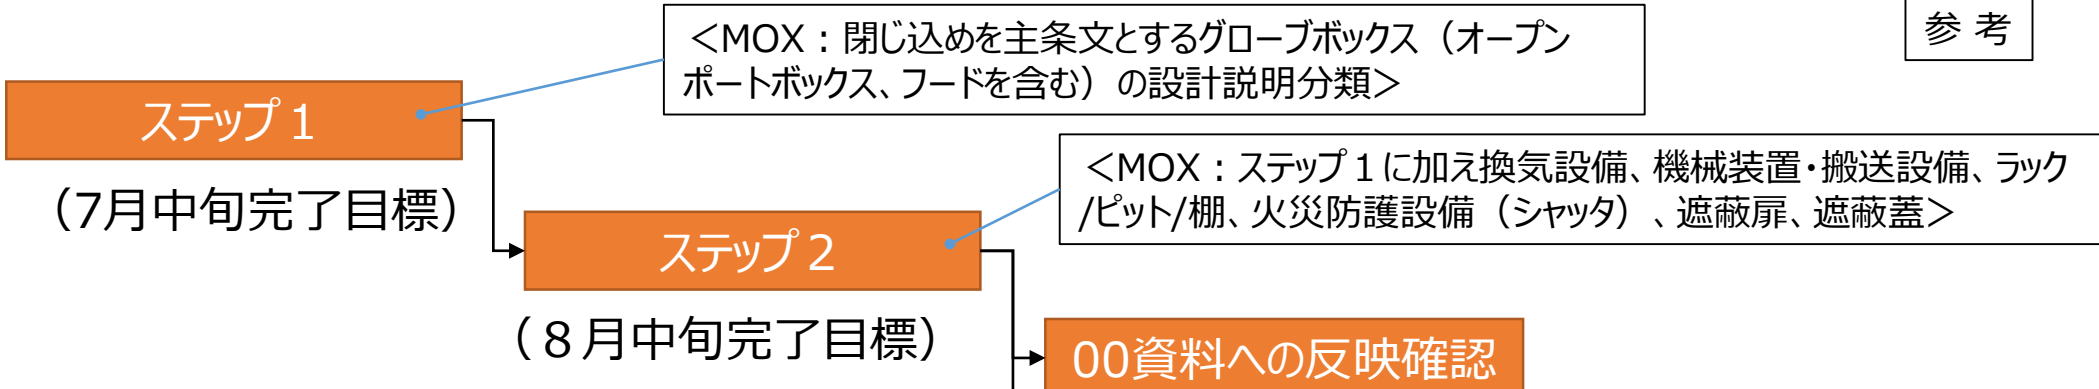 参 考
<MOX:閉じ込めを主条文とするグローブボックス(オープン
ポートボックス、フードを含む)の設計説明分類>
ステップ1
(7月中旬完了目標)
<MOX:ステップ1に加え換気設備、機械装置・搬送設備、ラック
/ピット/棚、火災防護設備(シャッタ)、遮蔽扉、遮蔽蓋>
ステップ2
(8月中旬完了目標)
00資料への反映確認